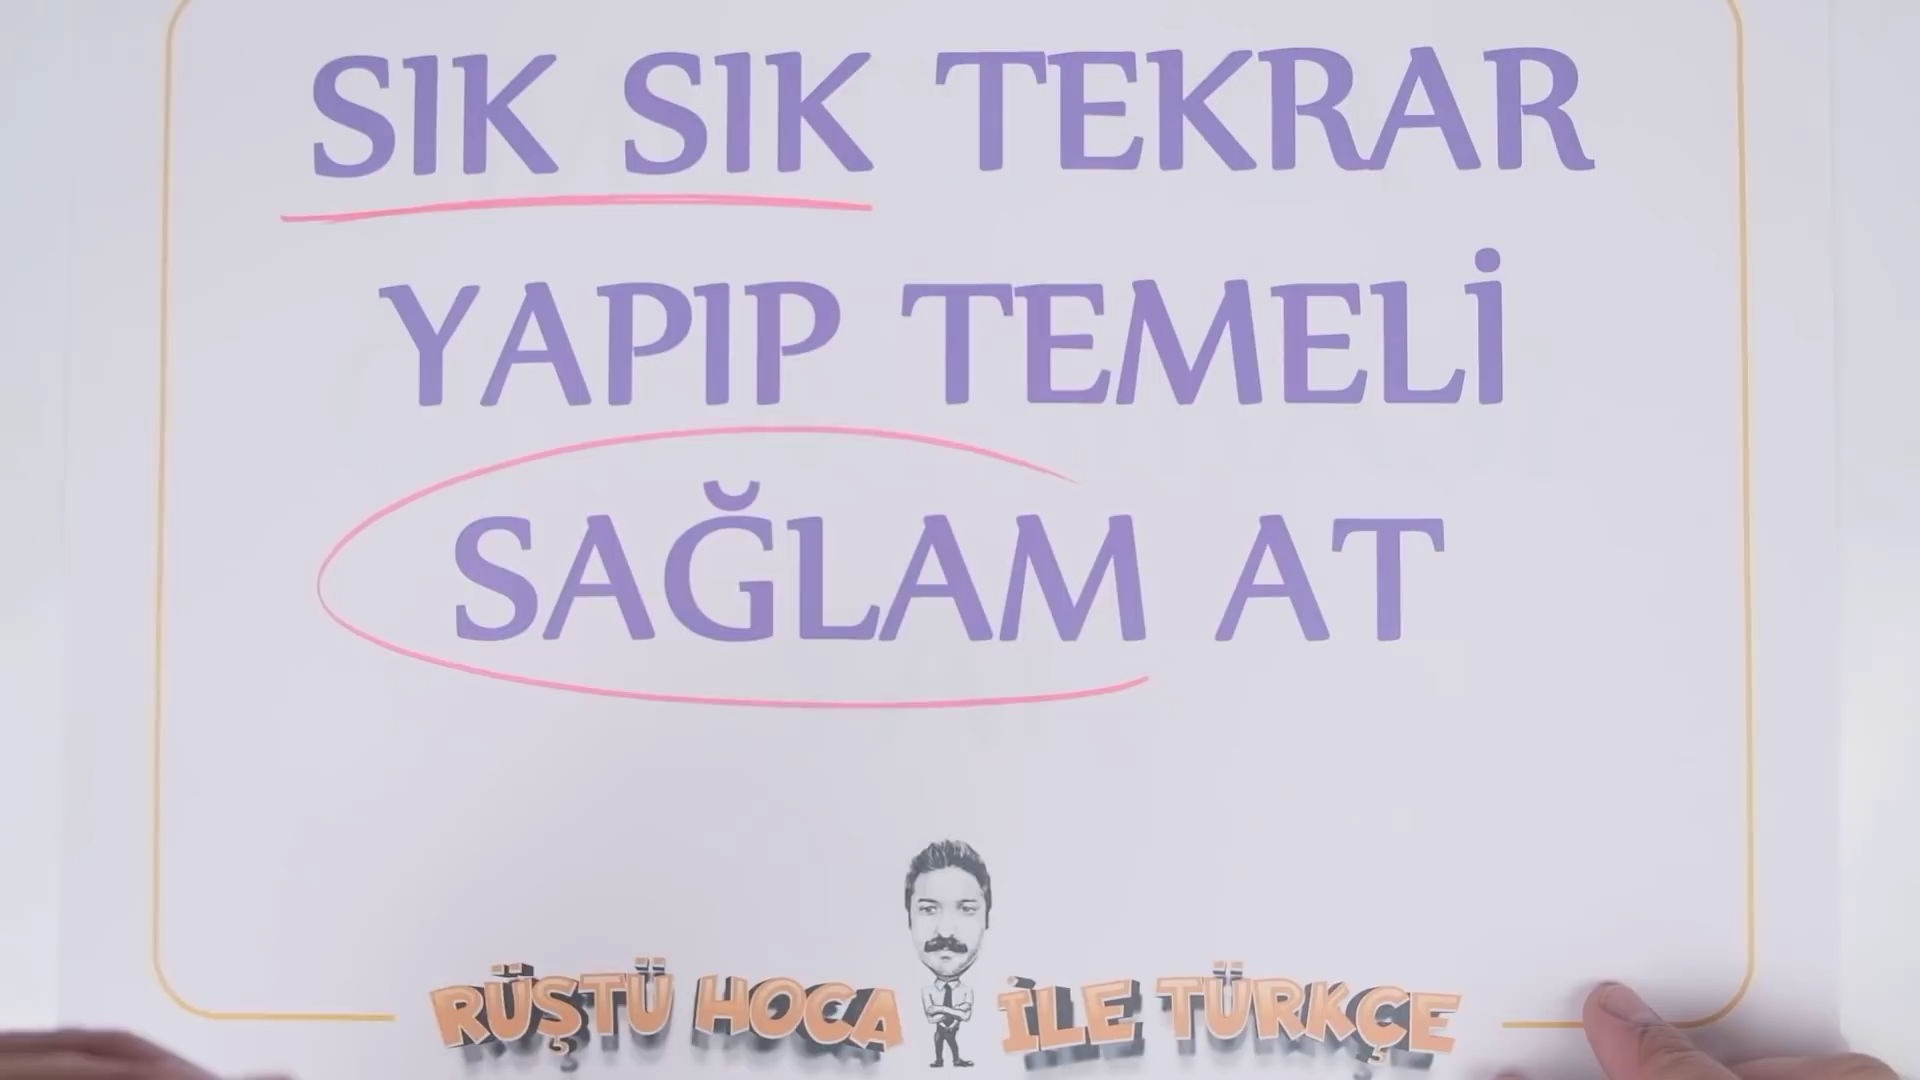 SIK SIK TEKRAR
YAPIP TEMELİ
SAĞLAM AT
RÜŞTÜ HOCA İLE TÜRKÇE